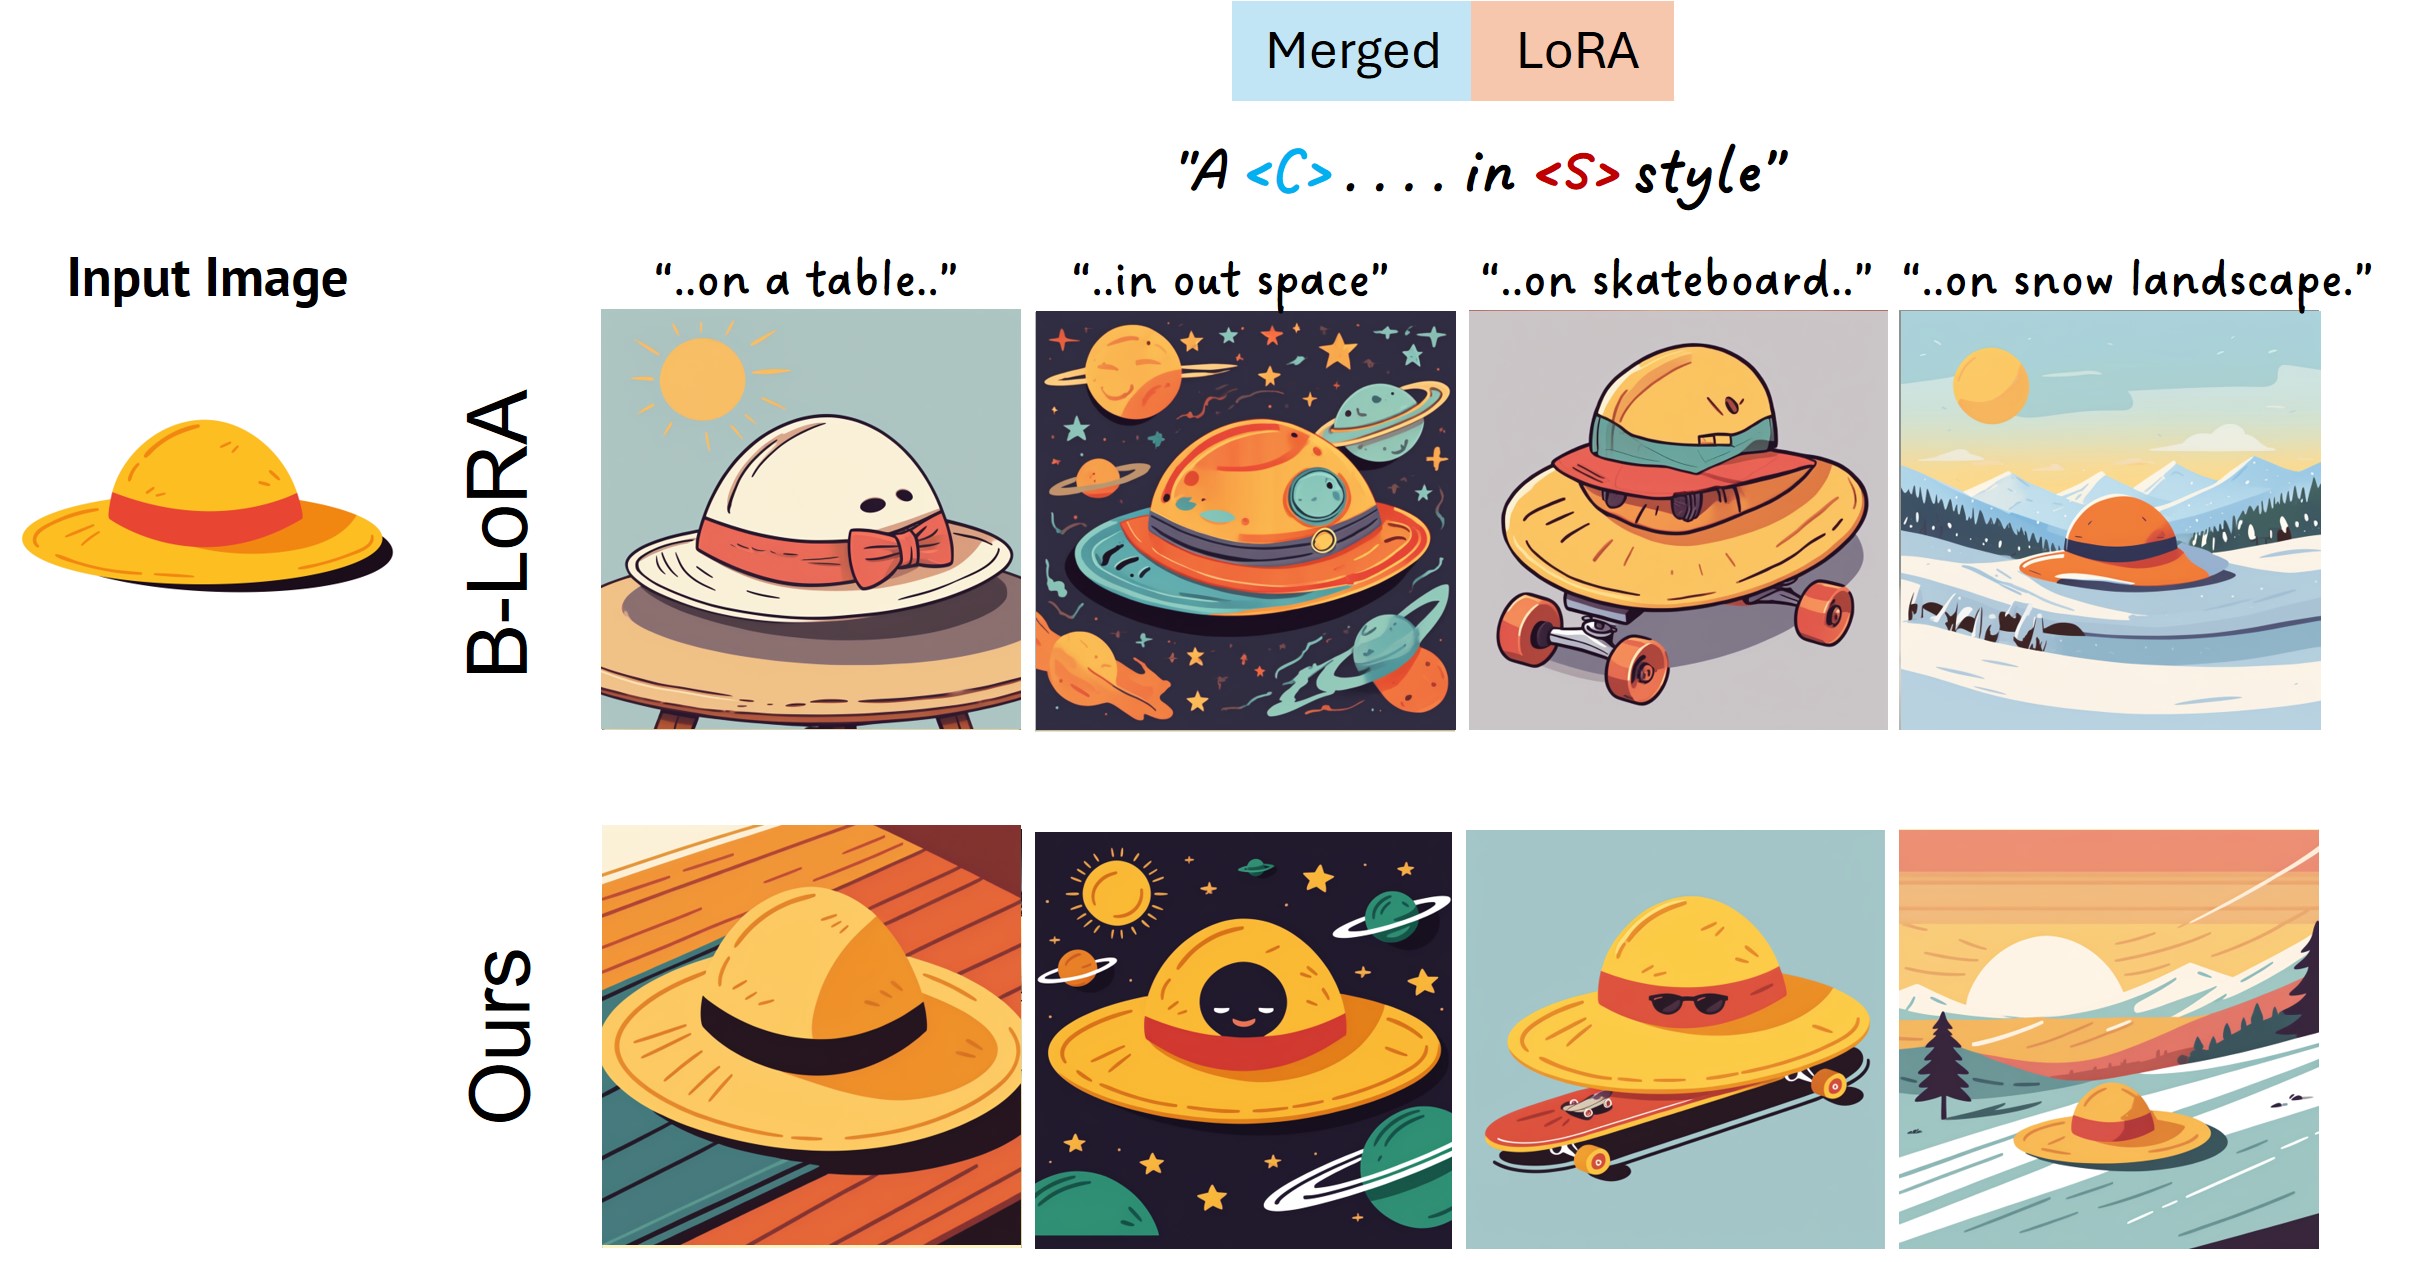 Merged LoRA
"A <C> . . . . in <S> style"
Input Image
"..on a table.."
"..in out space"
"..on skateboard.."
"..on snow landscape."
B-LoRA
Ours